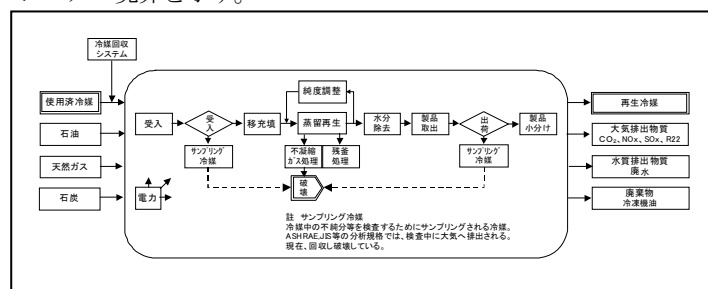 冷媒回収
システム
使用済冷媒
石油
天然ガス
石炭
受入
受
入
移充填
純度調整
蒸留再生
水分
除去
製品
取出
出
荷
製品
小分け
サンプリング
冷媒
不凝縮
ガス処理
残釜
処理
サンプリング
冷媒
破
壊
電力
再生冷媒
大気排出物質
CO2、NOx、SOx、R22
水質排出物質
廃水
廃棄物
冷凍機油
註 サンプリング冷媒
冷媒中の不純分等を検査するためにサンプリングされる冷媒。
ASHRAE,JIS等の分析規格では、検査中に大気へ排出される。
現在、回収し破壊している。